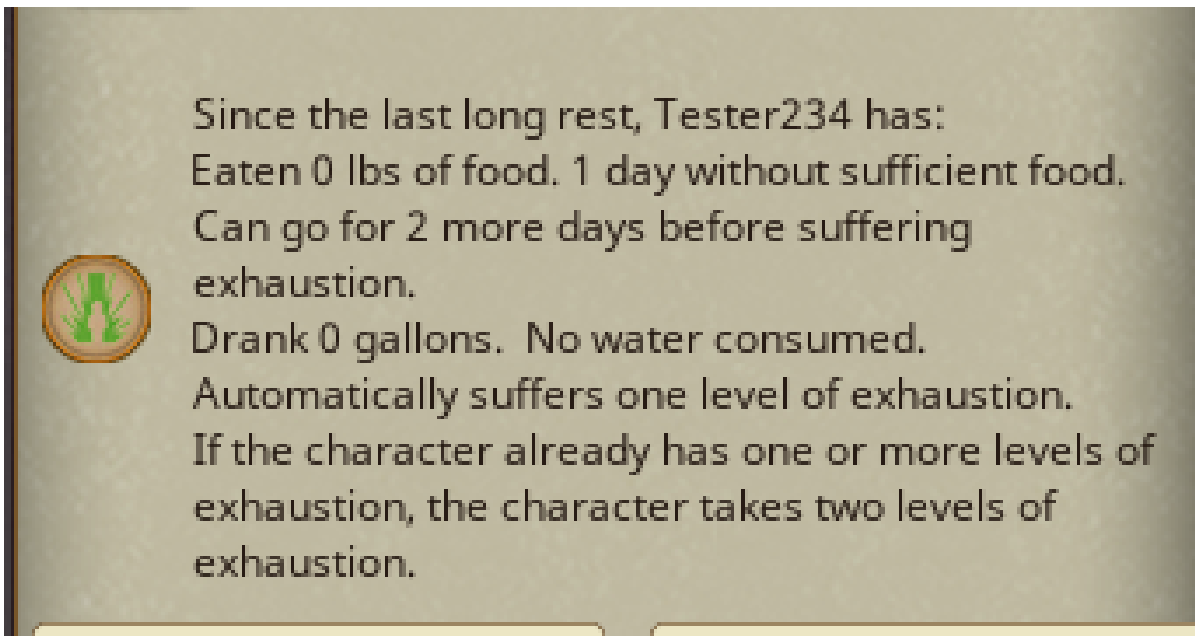 Since the last long rest, Tester234 has:
Eaten 0 lbs of food. 1 day without sufficient food.
Can go for 2 more days before suffering
exhaustion.
Drank 0 gallons.  No water consumed.
Automatically suffers one level of exhaustion.
If the character already has one or more levels of
exhaustion, the character takes two levels of
exhaustion.